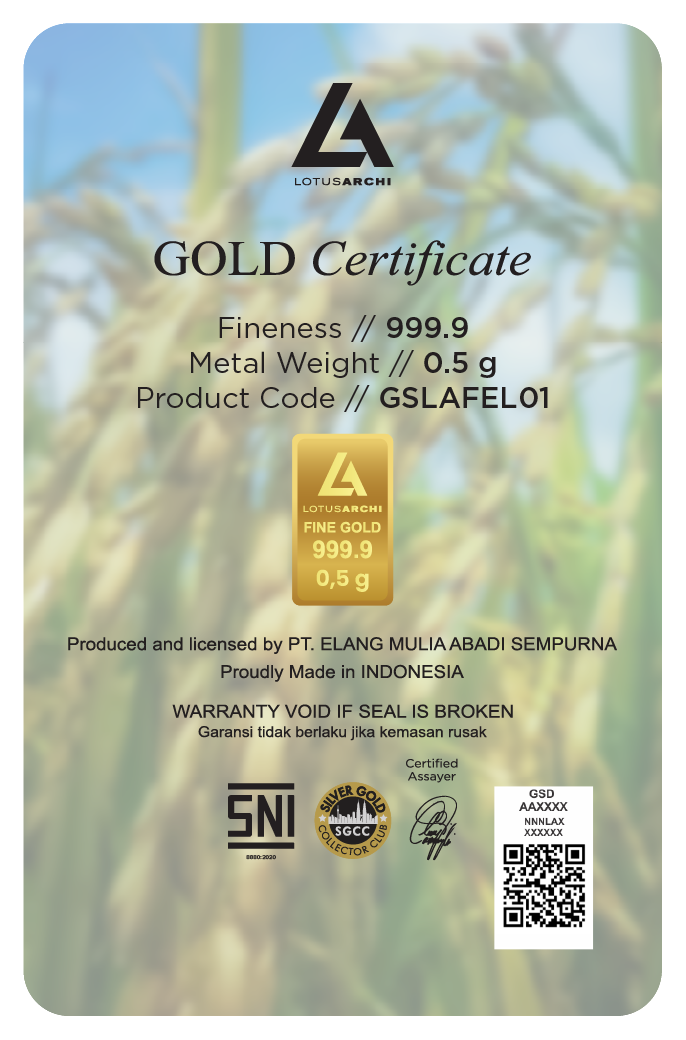 LOTUSARCHI
GOLD Certificate
Fineness // 999.9
Metal Weight // 0.5 g
Product Code // GSLAFEL01
LOTUSARCHI
FINE GOLD
999.9
0,5 g
Produced and licensed by PT. ELANG MULIA ABADI SEMPURNA
Proudly Made in INDONESIA
WARRANTY VOID IF SEAL IS BROKEN
Garansi tidak berlaku jika kemasan rusak
Certified
Assayer
SNI
8880:2020
SILVER GOLD
SGCC
COLLECTOR CLUB
GSD
AAXXXX
NNNLAX
XXXXXX